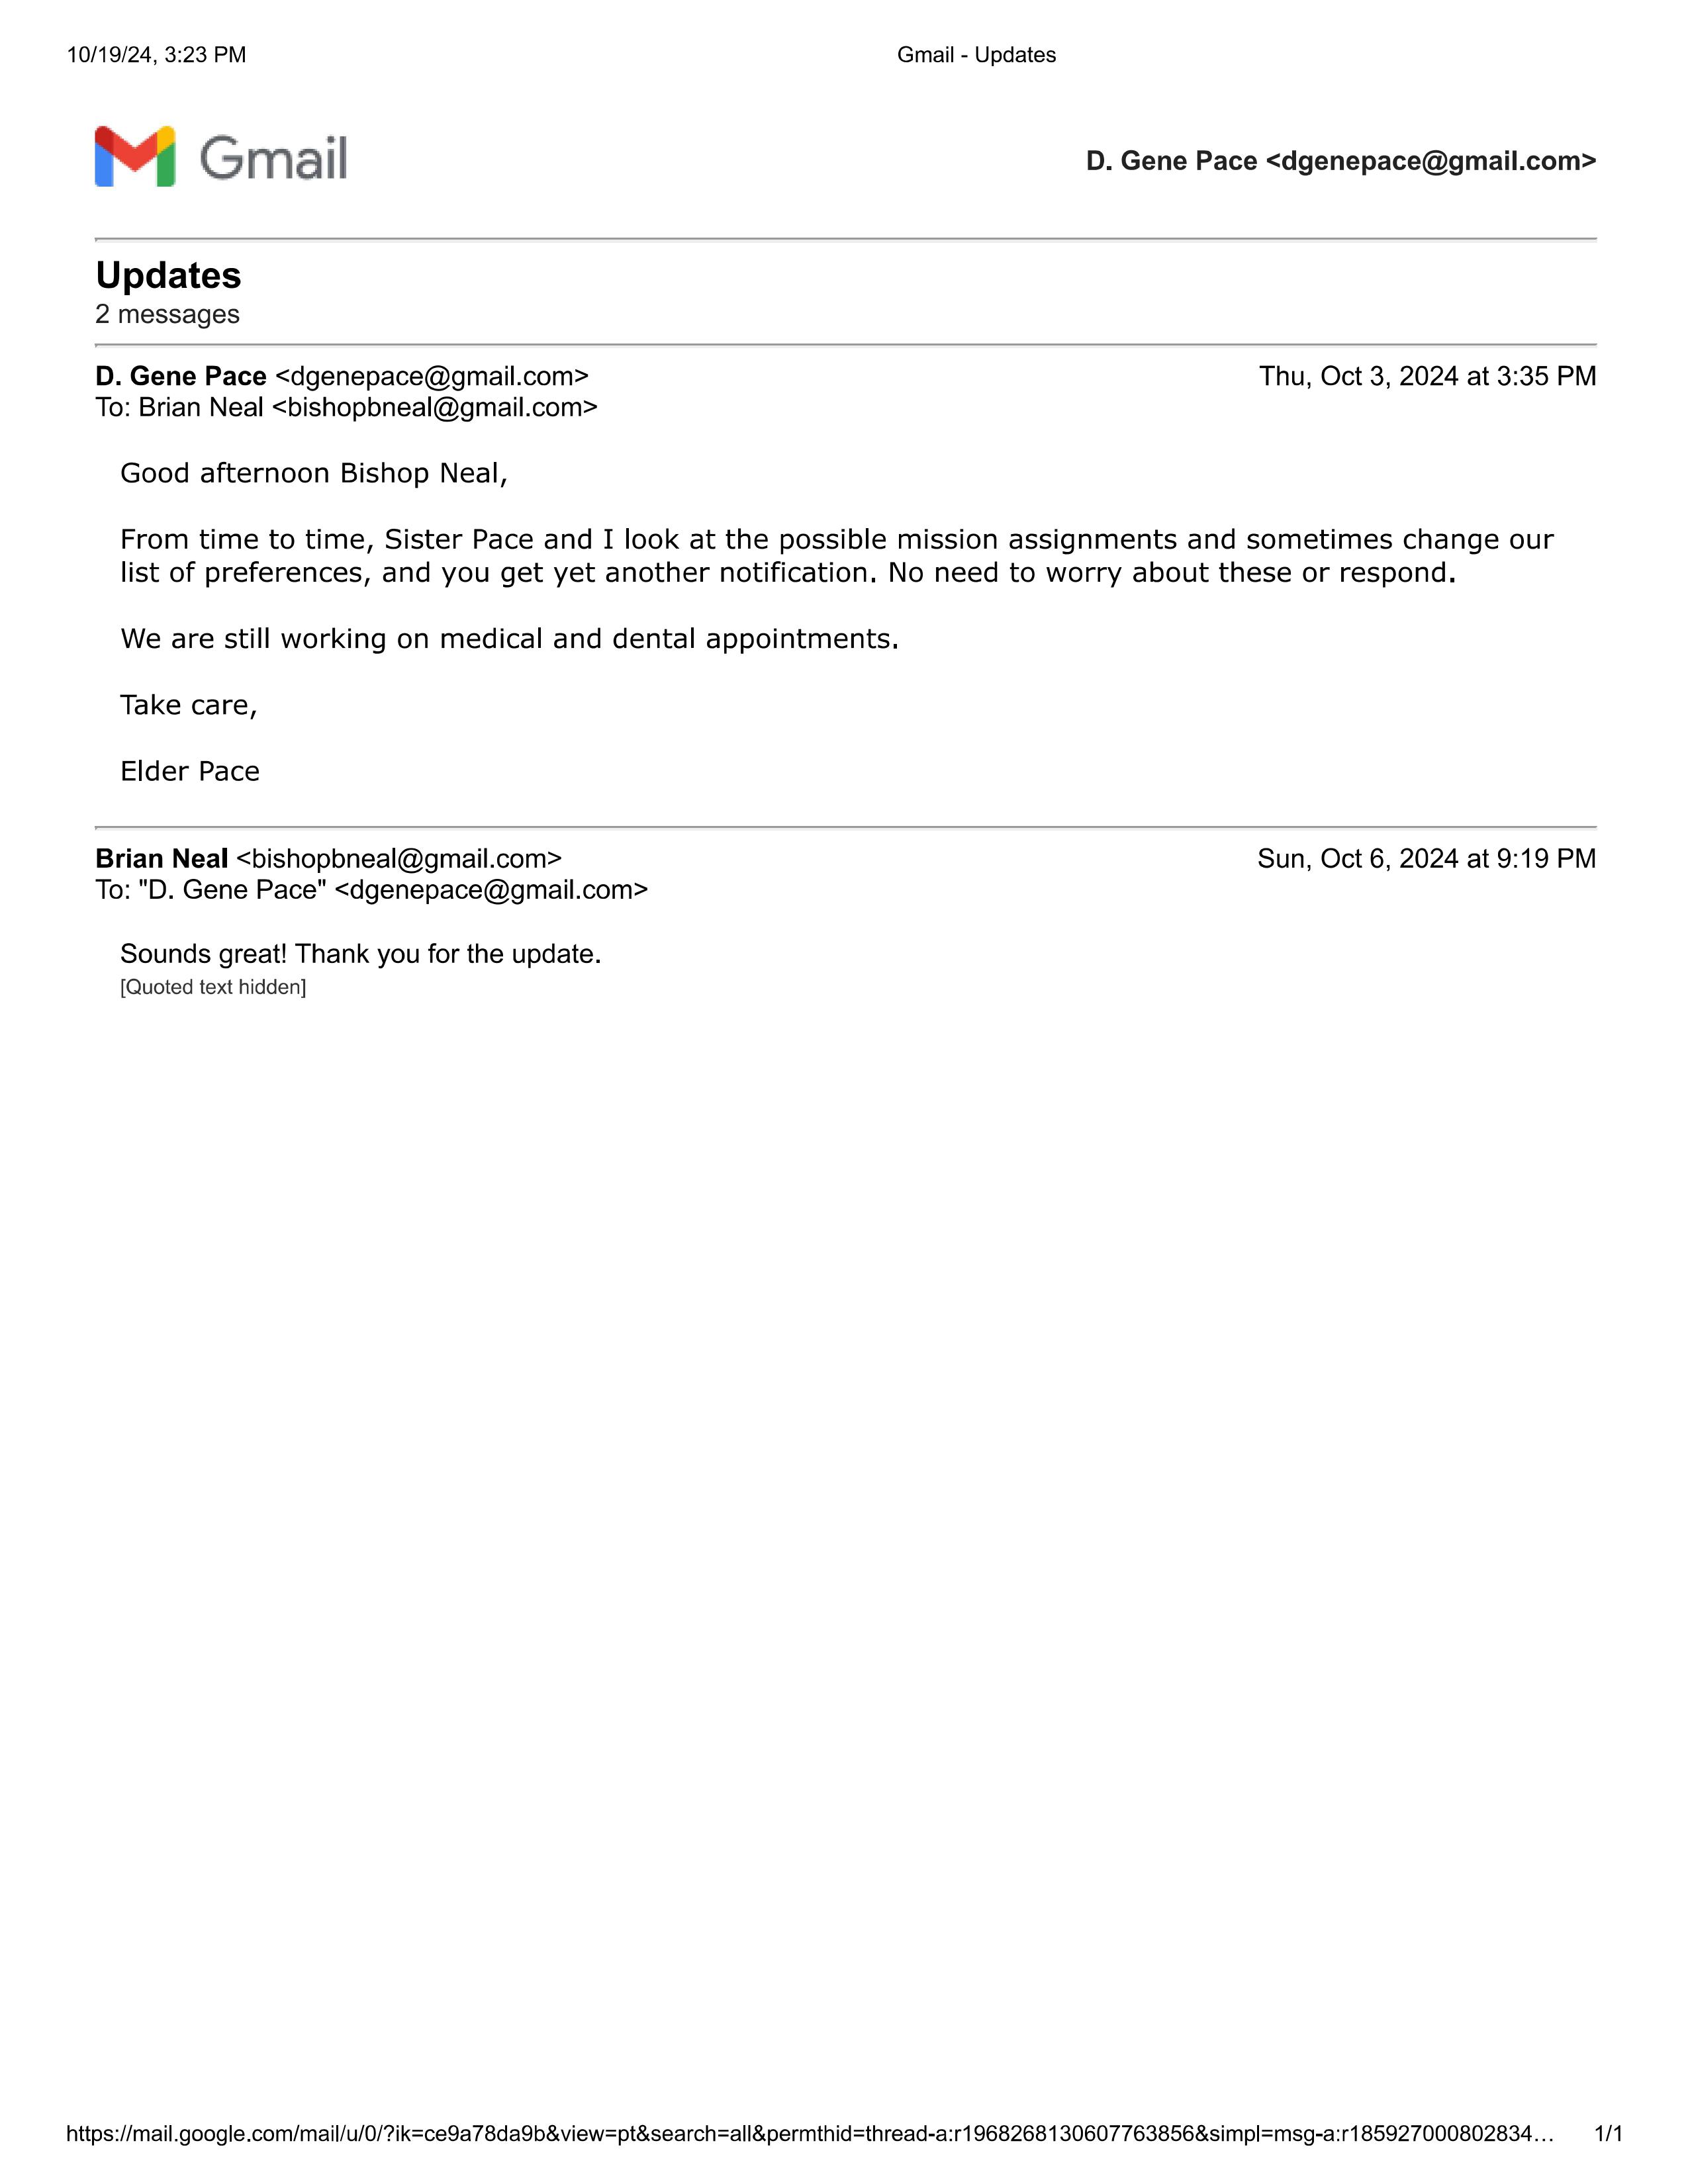 10/19/24, 3:23 PM Gmail - Updates
Gmail D. Gene Pace <dgenepace@gmail.com>
Updates
2 messages
D. Gene Pace <dgenepace@gmail.com> Thu, Oct 3, 2024 at 3:35 PM
To: Brian Neal <bishopbneal@gmail.com>
Good afternoon Bishop Neal,
From time to time, Sister Pace and I look at the possible mission assignments and sometimes change our
list of preferences, and you get yet another notification. No need to worry about these or respond.
We are still working on medical and dental appointments.
Take care,
Elder Pace
Brian Neal <bishopbneal@gmail.com> Sun, Oct 6, 2024 at 9:19 PM
To: "D. Gene Pace" <dgenepace@gmail.com>
Sounds great! Thank you for the update.
[Quoted text hidden]
https://mail.google.com/mail/u/0/?ik=ce9a78da9b&view=pt&search=all&permthid=thread-a:r1968268130607763856&simpl=msg-a:r185927000802834… 1/1